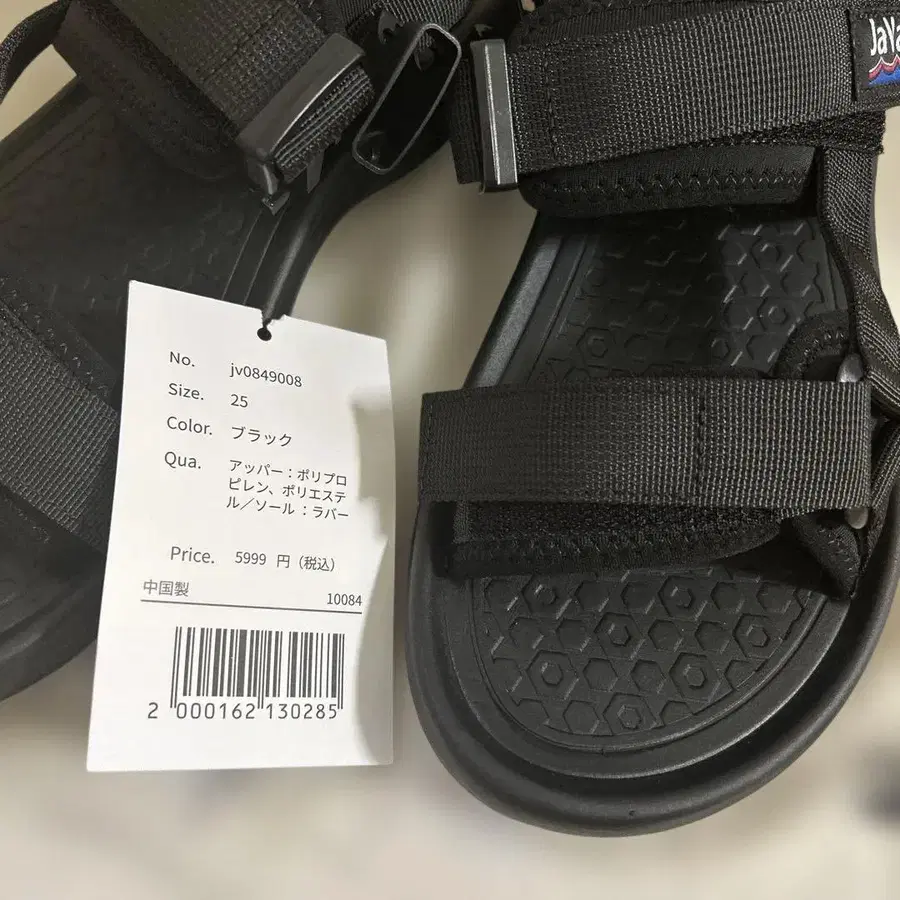 JaVa
No. jv0849008
Size. 25
Color. ブラック
Qua. アッパー：ポリプロ
ピレン、ポリエステ
ル／ソール：ラバー
Price. 5999 円（税込）
中国製 10084
2 000162 130285